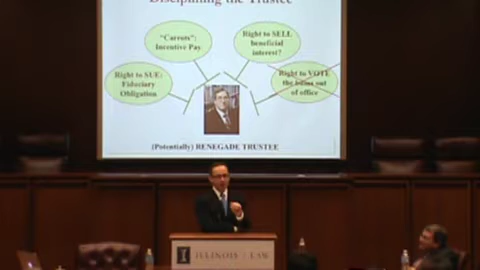 Disciplining the Trustee
"Carrots":
Incentive Pay
Right to SELL
beneficial
interest?
Right to SUE:
Fiduciary
Obligation
Right to VOTE
the bums out
of office
(Potentially) RENEGADE TRUSTEE
I
ILLINOIS LAW